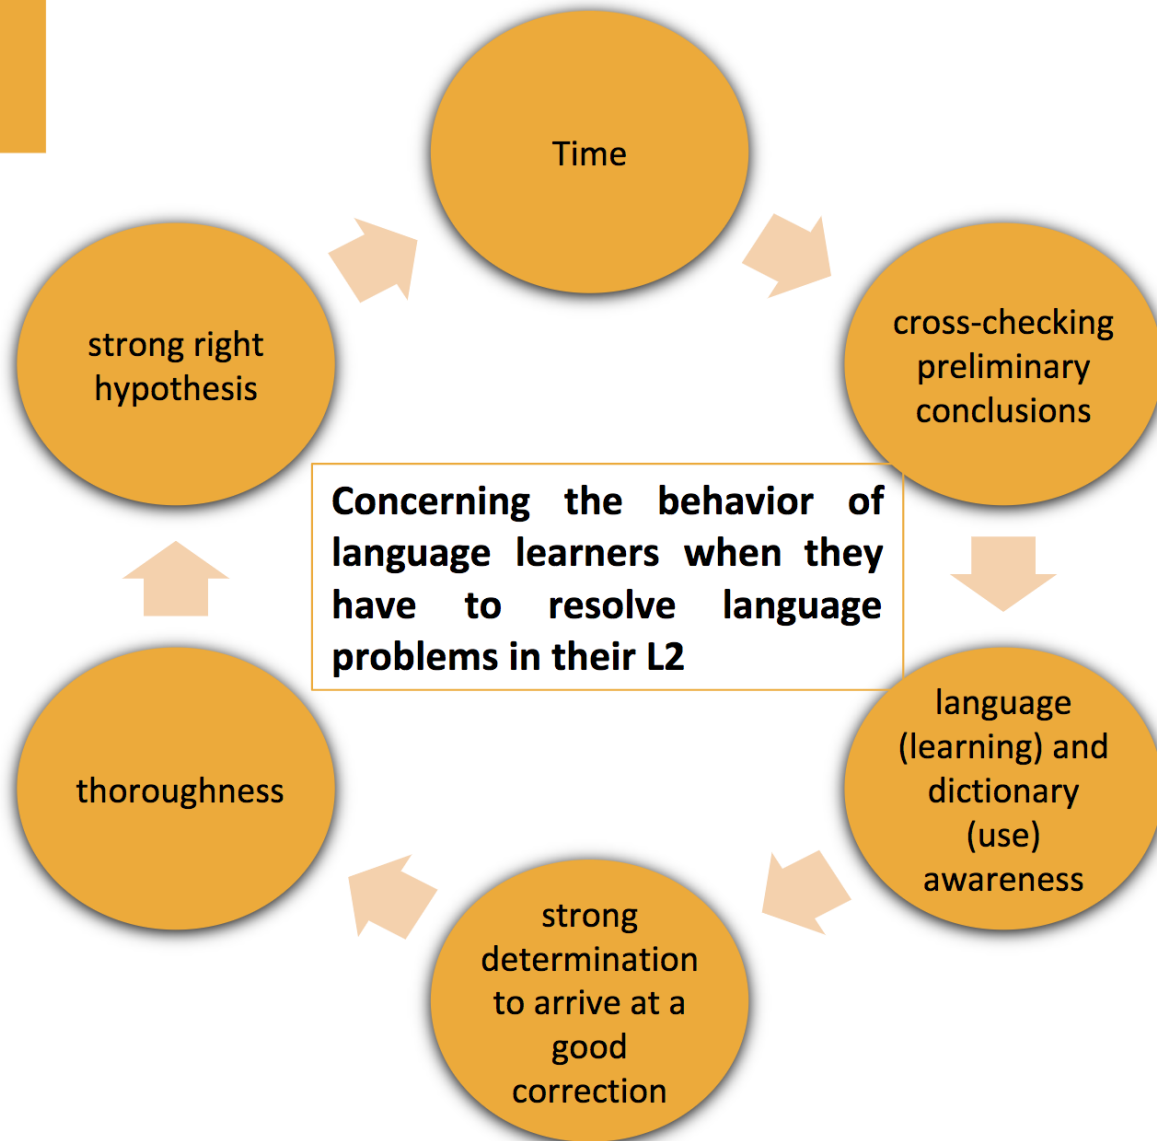 Time
cross-checking
preliminary
conclusions
language
(learning) and
dictionary
(use)
awareness
strong
determination
to arrive at a
good
correction
thoroughness
strong right
hypothesis
Concerning the behavior of
language learners when they
have to resolve language
problems in their L2